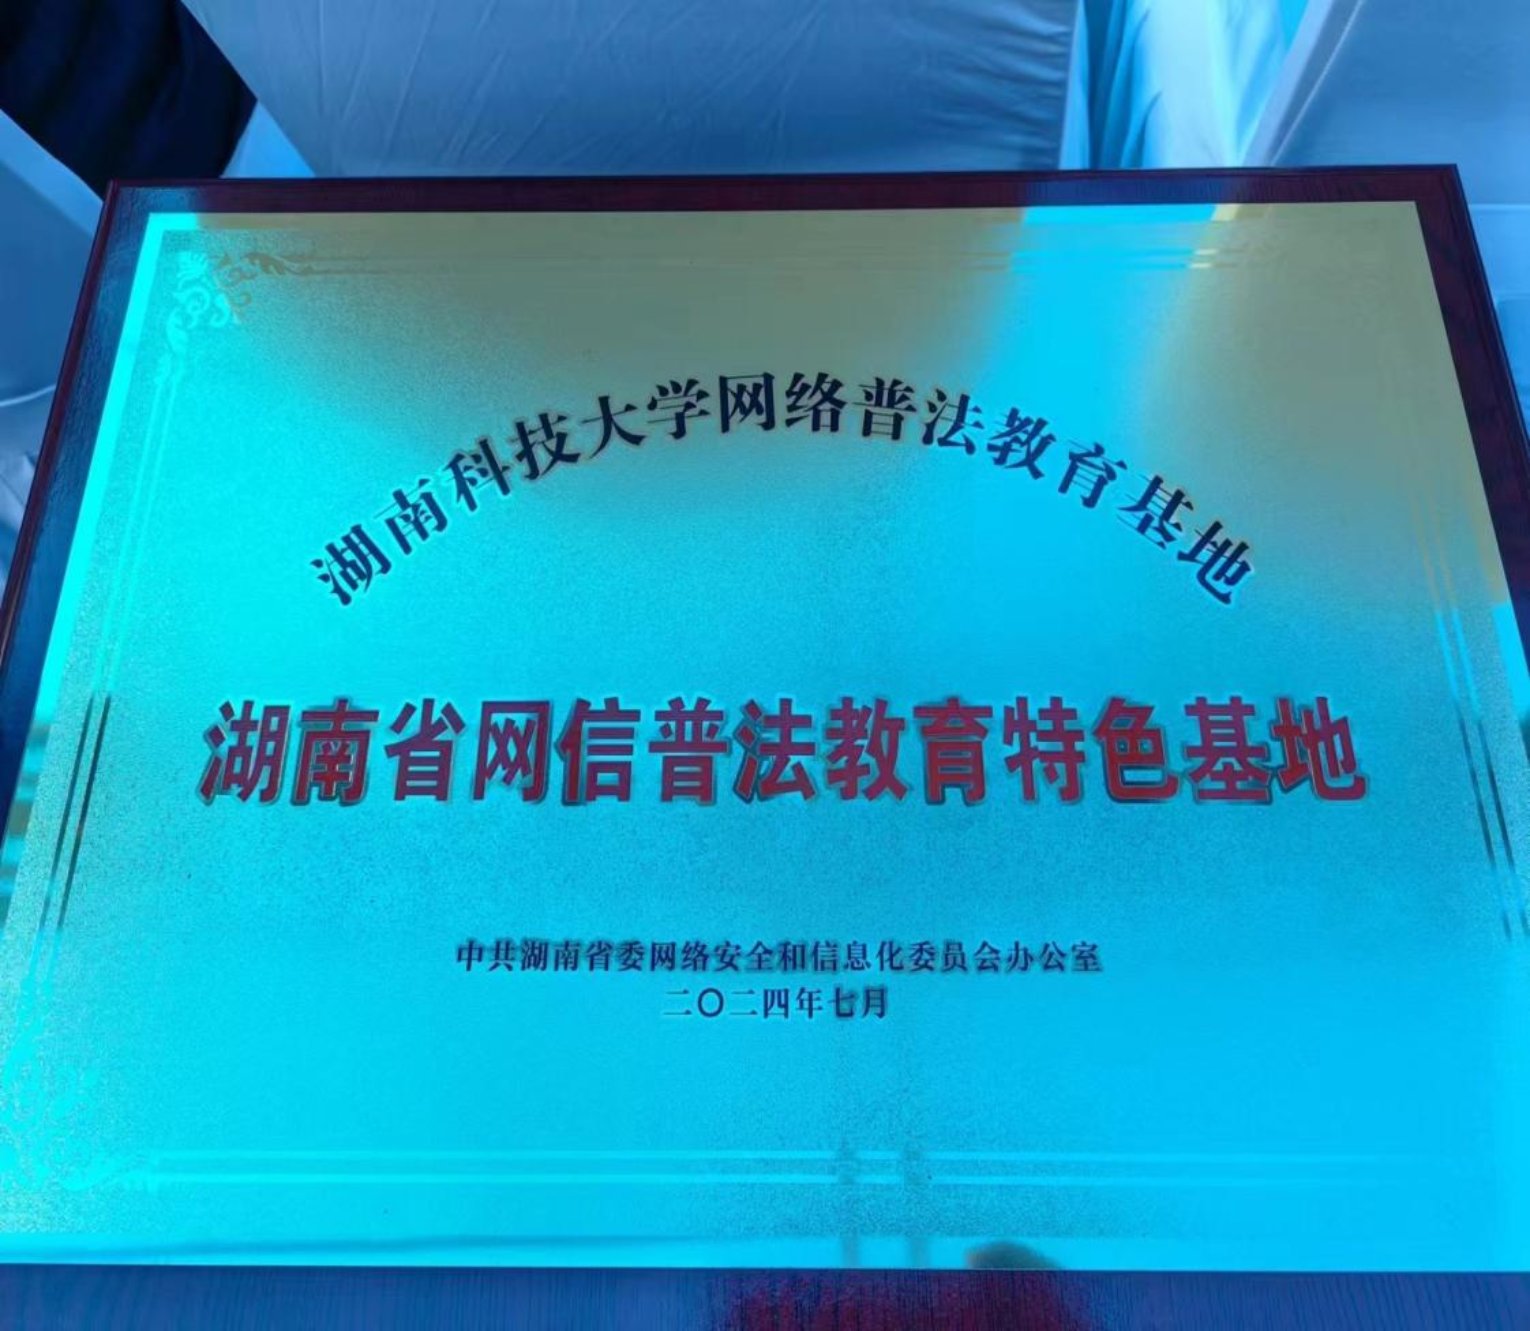 湖南科技大学网络普法教育基地
湖南省网信普法教育特色基地
中共湖南省委网络安全和信息化委员会办公室
二〇二四年七月